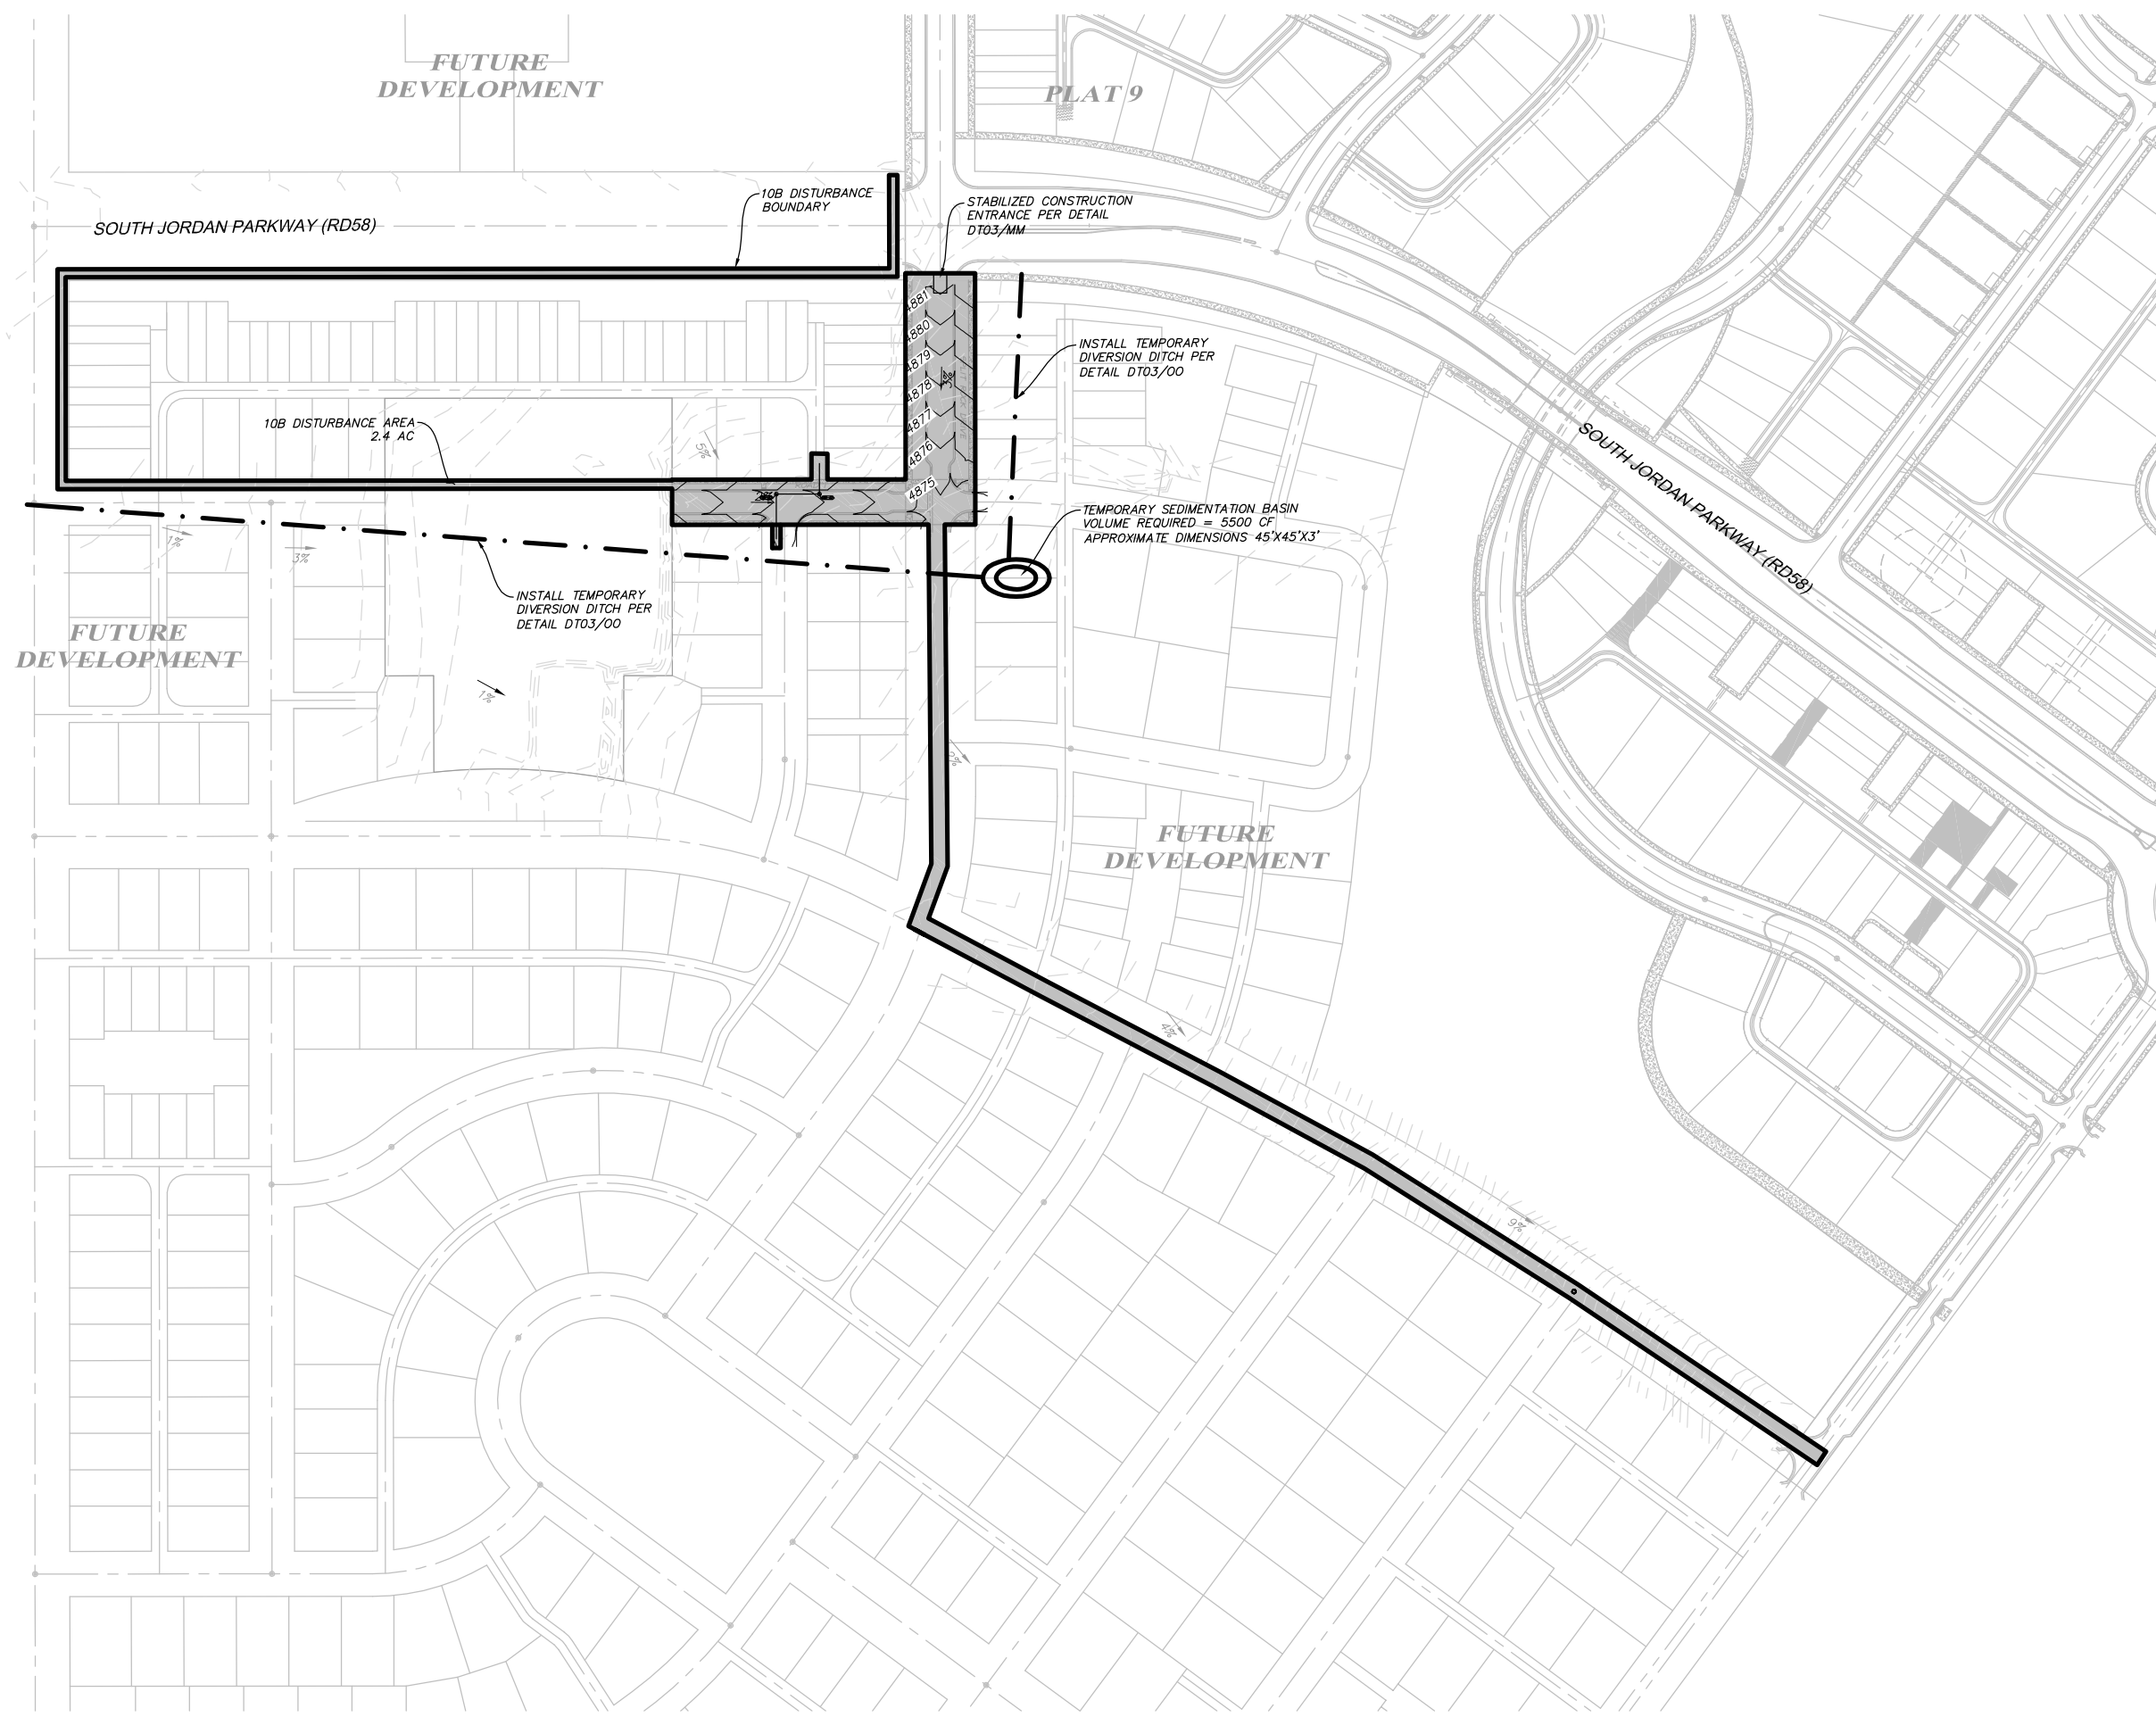 FUTURE
DEVELOPMENT
PLAT 9
10B DISTURBANCE
BOUNDARY
STABILIZED CONSTRUCTION
ENTRANCE PER DETAIL
DT03/MM
SOUTH JORDAN PARKWAY (RD58)
4881
4880
4879
4878
4877
4876
4875
3%
INSTALL TEMPORARY
DIVERSION DITCH PER
DETAIL DT03/OO
10B DISTURBANCE AREA
2.4 AC
5%
SOUTH JORDAN PARKWAY (RD58)
TEMPORARY SEDIMENTATION BASIN
VOLUME REQUIRED = 5500 CF
APPROXIMATE DIMENSIONS 45'X45'X3'
1%
3%
INSTALL TEMPORARY
DIVERSION DITCH PER
DETAIL DT03/OO
FUTURE
DEVELOPMENT
1%
2%
FUTURE
DEVELOPMENT
4%
9%